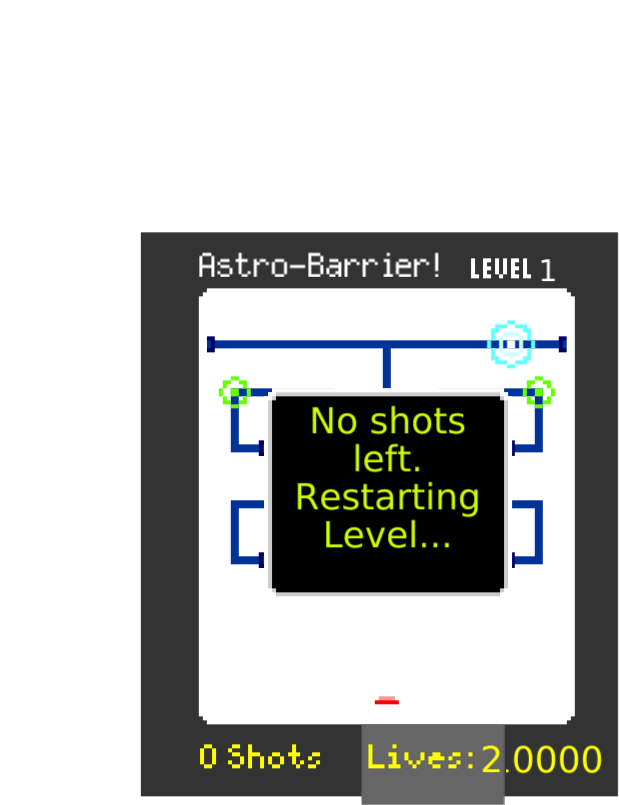 Astro-Barrier! LEVEL 1
No shots
left.
Restarting
Level...
0 Shots Lives: 2.0000